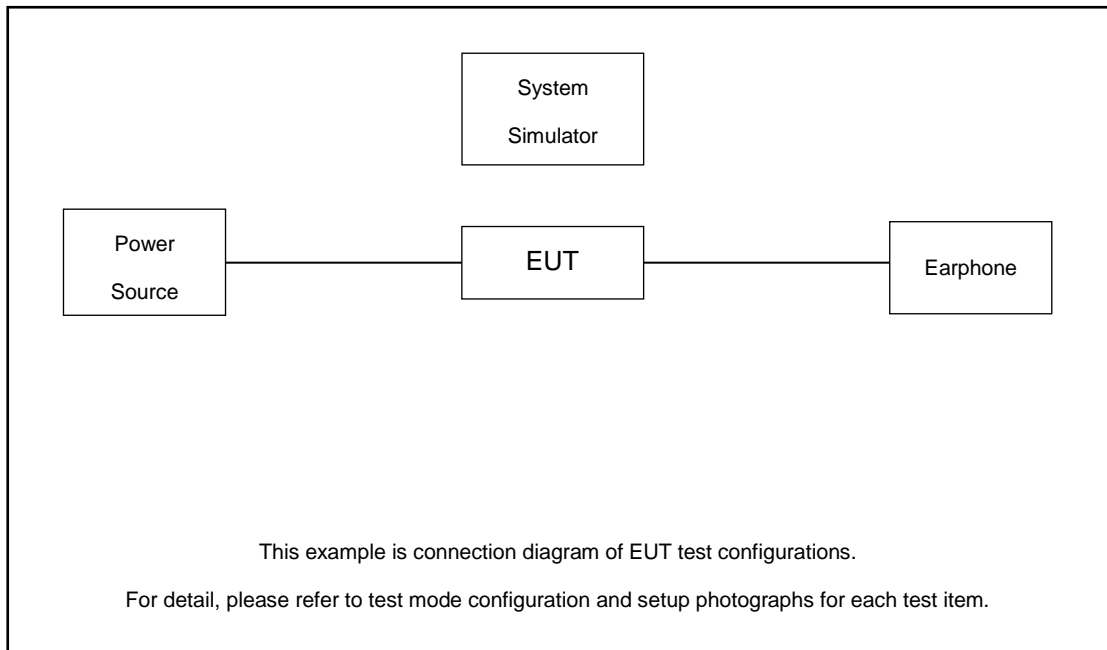 System
Simulator
Power
Source
EUT
Earphone
This example is connection diagram of EUT test configurations.
For detail, please refer to test mode configuration and setup photographs for each test item.